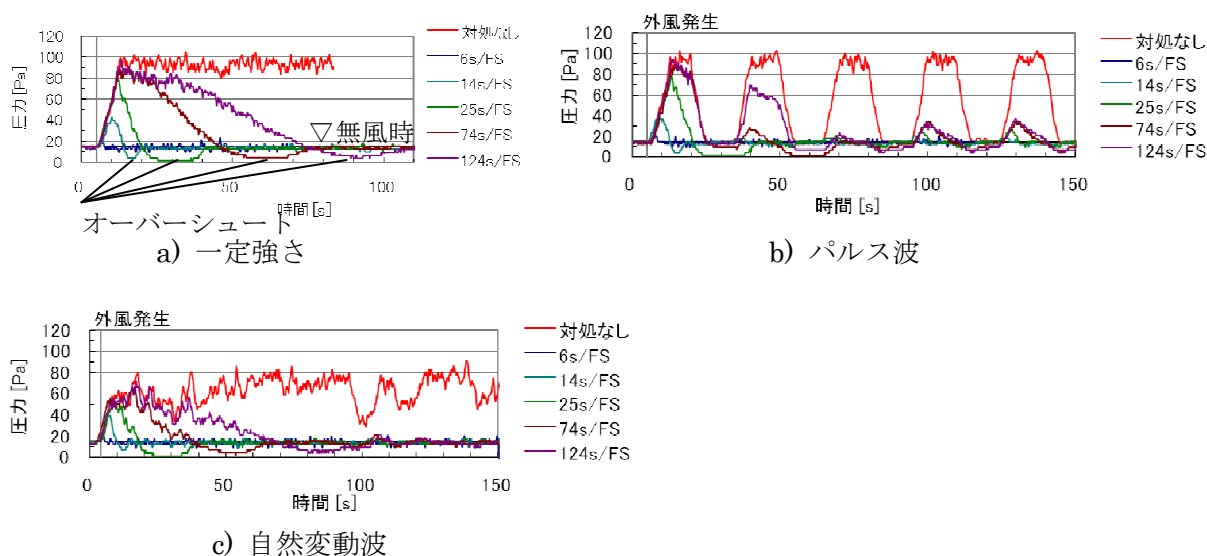 120
100
80
60
40
20
0
圧力 [Pa]
0
50
100
時間 [s]
対処なし
6s/FS
14s/FS
25s/FS
74s/FS
124s/FS
▽無風時
オーバーシュート
a) 一定強さ
外風発生
120
100
80
60
40
20
0
圧力 [Pa]
0
50
100
150
時間 [s]
対処なし
6s/FS
14s/FS
25s/FS
74s/FS
124s/FS
b) パルス波
外風発生
120
100
80
60
40
20
0
圧力 [Pa]
0
50
100
150
時間 [s]
対処なし
6s/FS
14s/FS
25s/FS
74s/FS
124s/FS
c) 自然変動波